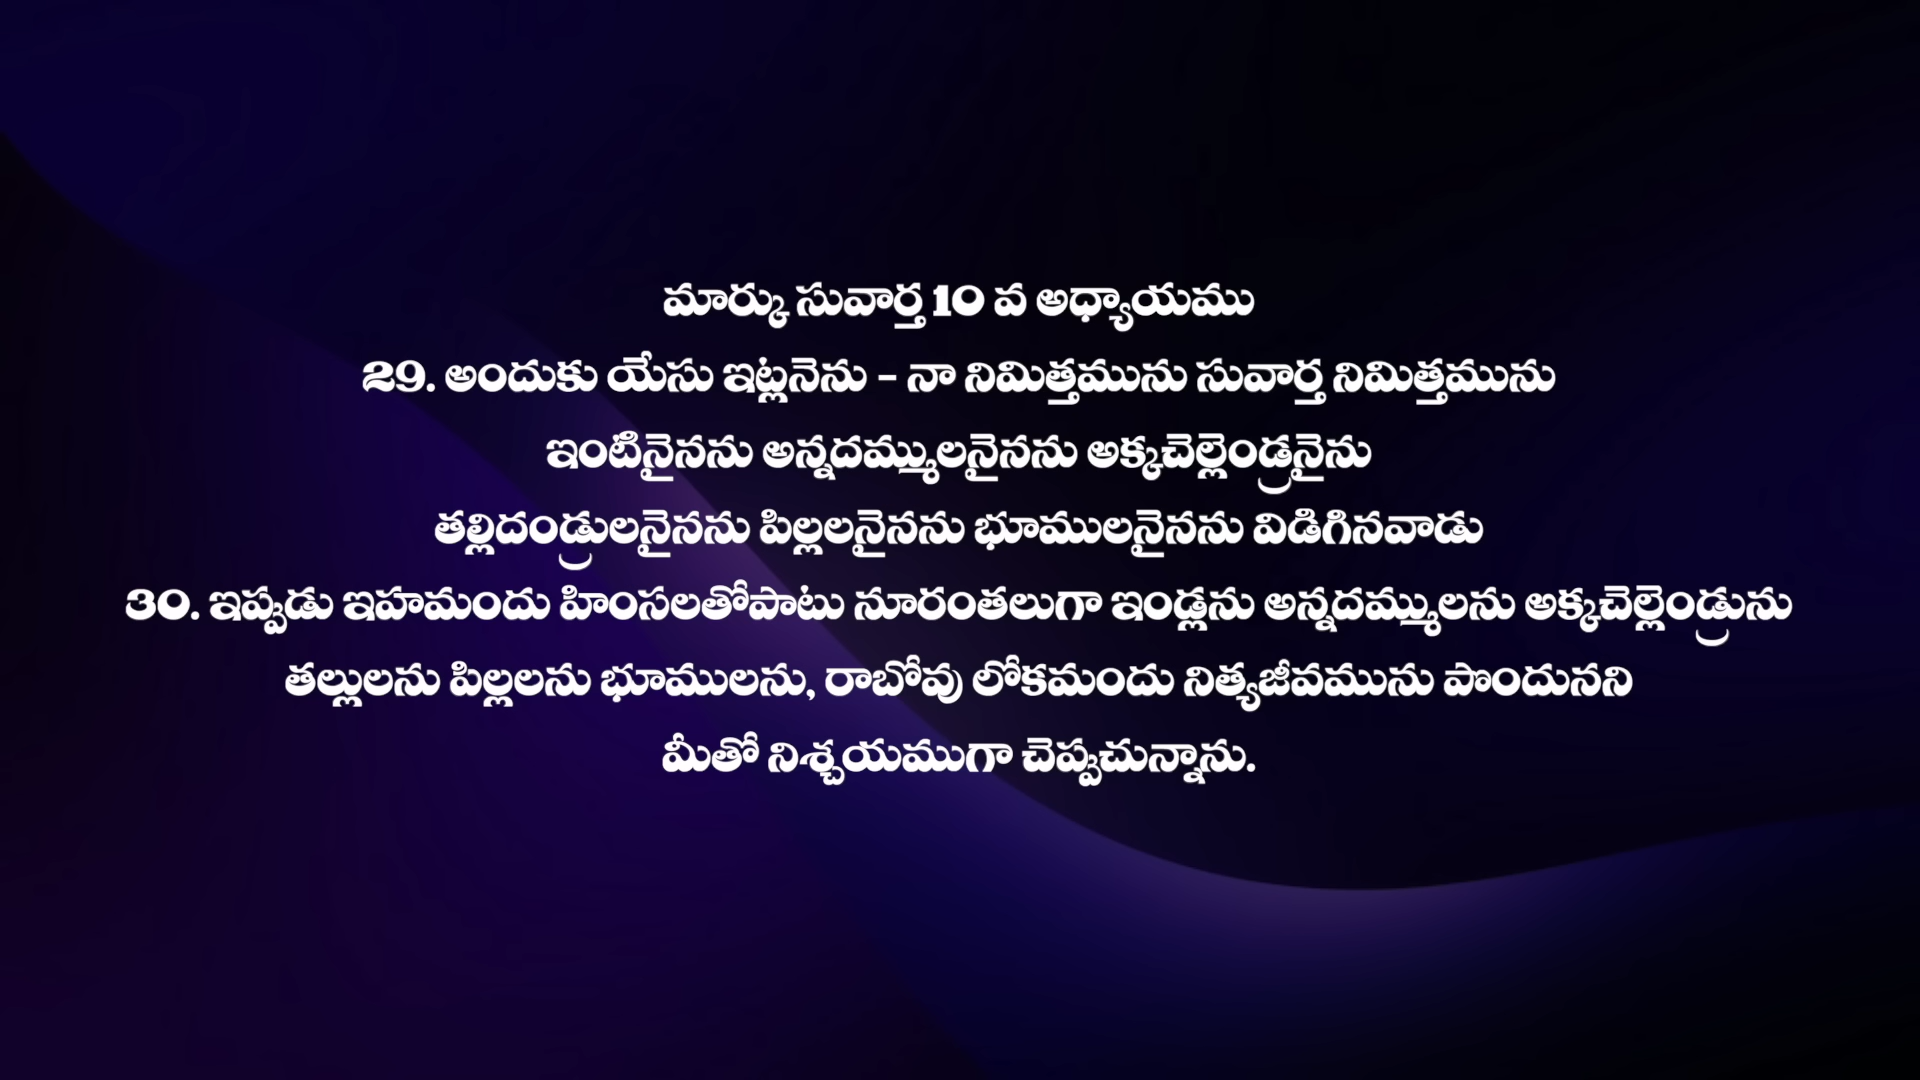 మార్కు సువార్త 10 వ అధ్యాయము
29. అందుకు యేసు ఇట్లనెను - నా నిమిత్తమును సువార్త నిమిత్తమును
ఇంటినైనను అన్నదమ్ములనైనను అక్కచెల్లెండ్రనైను
తల్లిదండ్రులనైనను పిల్లలనైనను భూములనైనను విడిగినవాడు
30. ఇప్పుడు ఇహమందు హింసలతోపాటు నూరంతలుగా ఇండ్లను అన్నదమ్ములను అక్కచెల్లెండ్రును
తల్లులను పిల్లలను భూములను, రాబోవు లోకమందు నిత్యజీవమును పొందునని
మీతో నిశ్చయముగా చెప్పుచున్నాను.